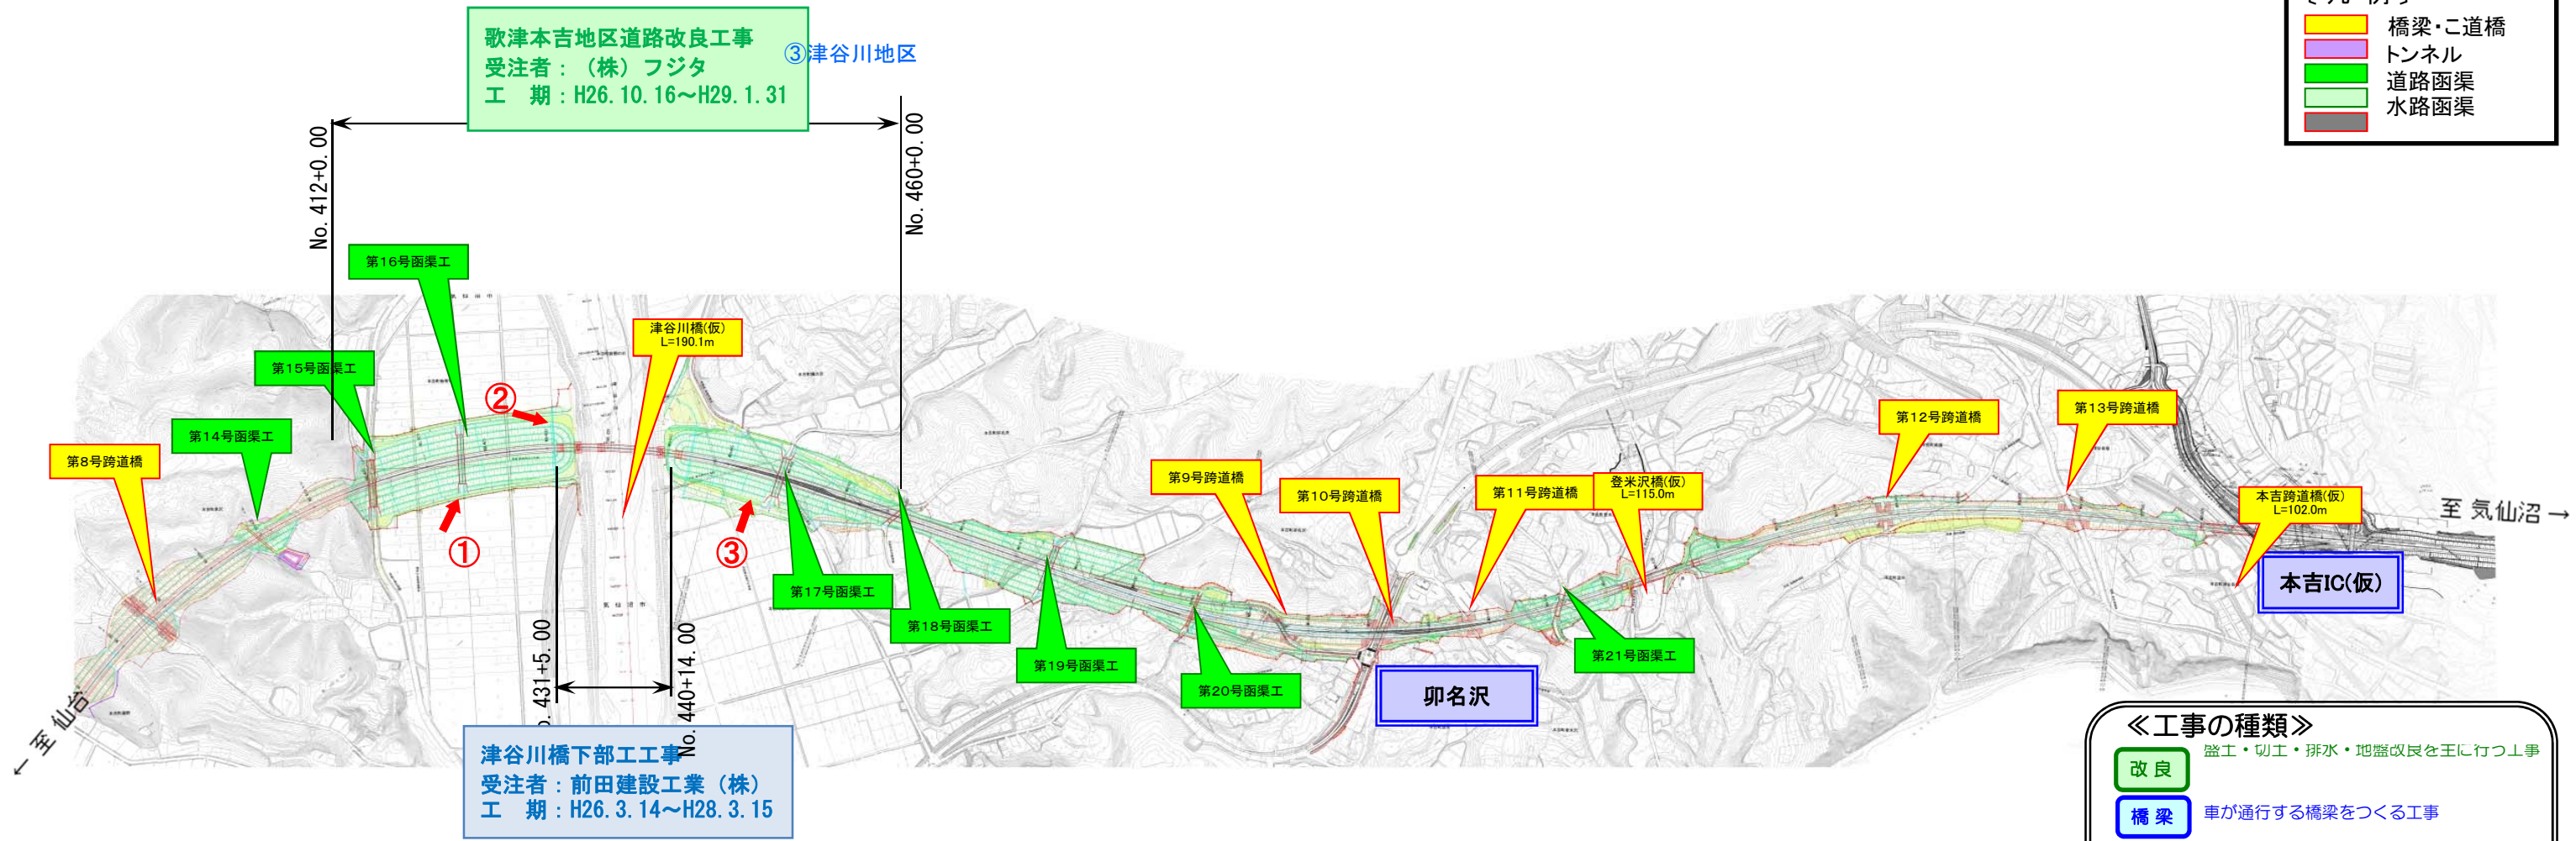 歌津本吉地区道路改良工事
受注者：（株）フジタ
工　期：H26.10.16～H29.1.31
③津谷川地区
橋梁・こ道橋
トンネル
道路函渠
水路函渠
No.412+0.00
No.460+0.00
第16号函渠工
津谷川橋(仮)
L=190.1m
第15号函渠工
第14号函渠工
第8号跨道橋
②
①
③
第17号函渠工
第18号函渠工
第19号函渠工
第20号函渠工
第9号跨道橋
第10号跨道橋
第11号跨道橋
登米沢橋(仮)
L=115.0m
第21号函渠工
第12号跨道橋
第13号跨道橋
本吉跨道橋(仮)
L=102.0m
至 気仙沼 →
本吉IC(仮)
卯名沢
気仙沼市
← 至 仙台
431+5.00
No.440+14.00
津谷川橋下部工工事
受注者：前田建設工業（株）
工　期：H26.3.14～H28.3.15
≪工事の種類≫
改良
盛土・切土・排水・地盤改良を主に行う工事
橋梁
車が通行する橋梁をつくる工事